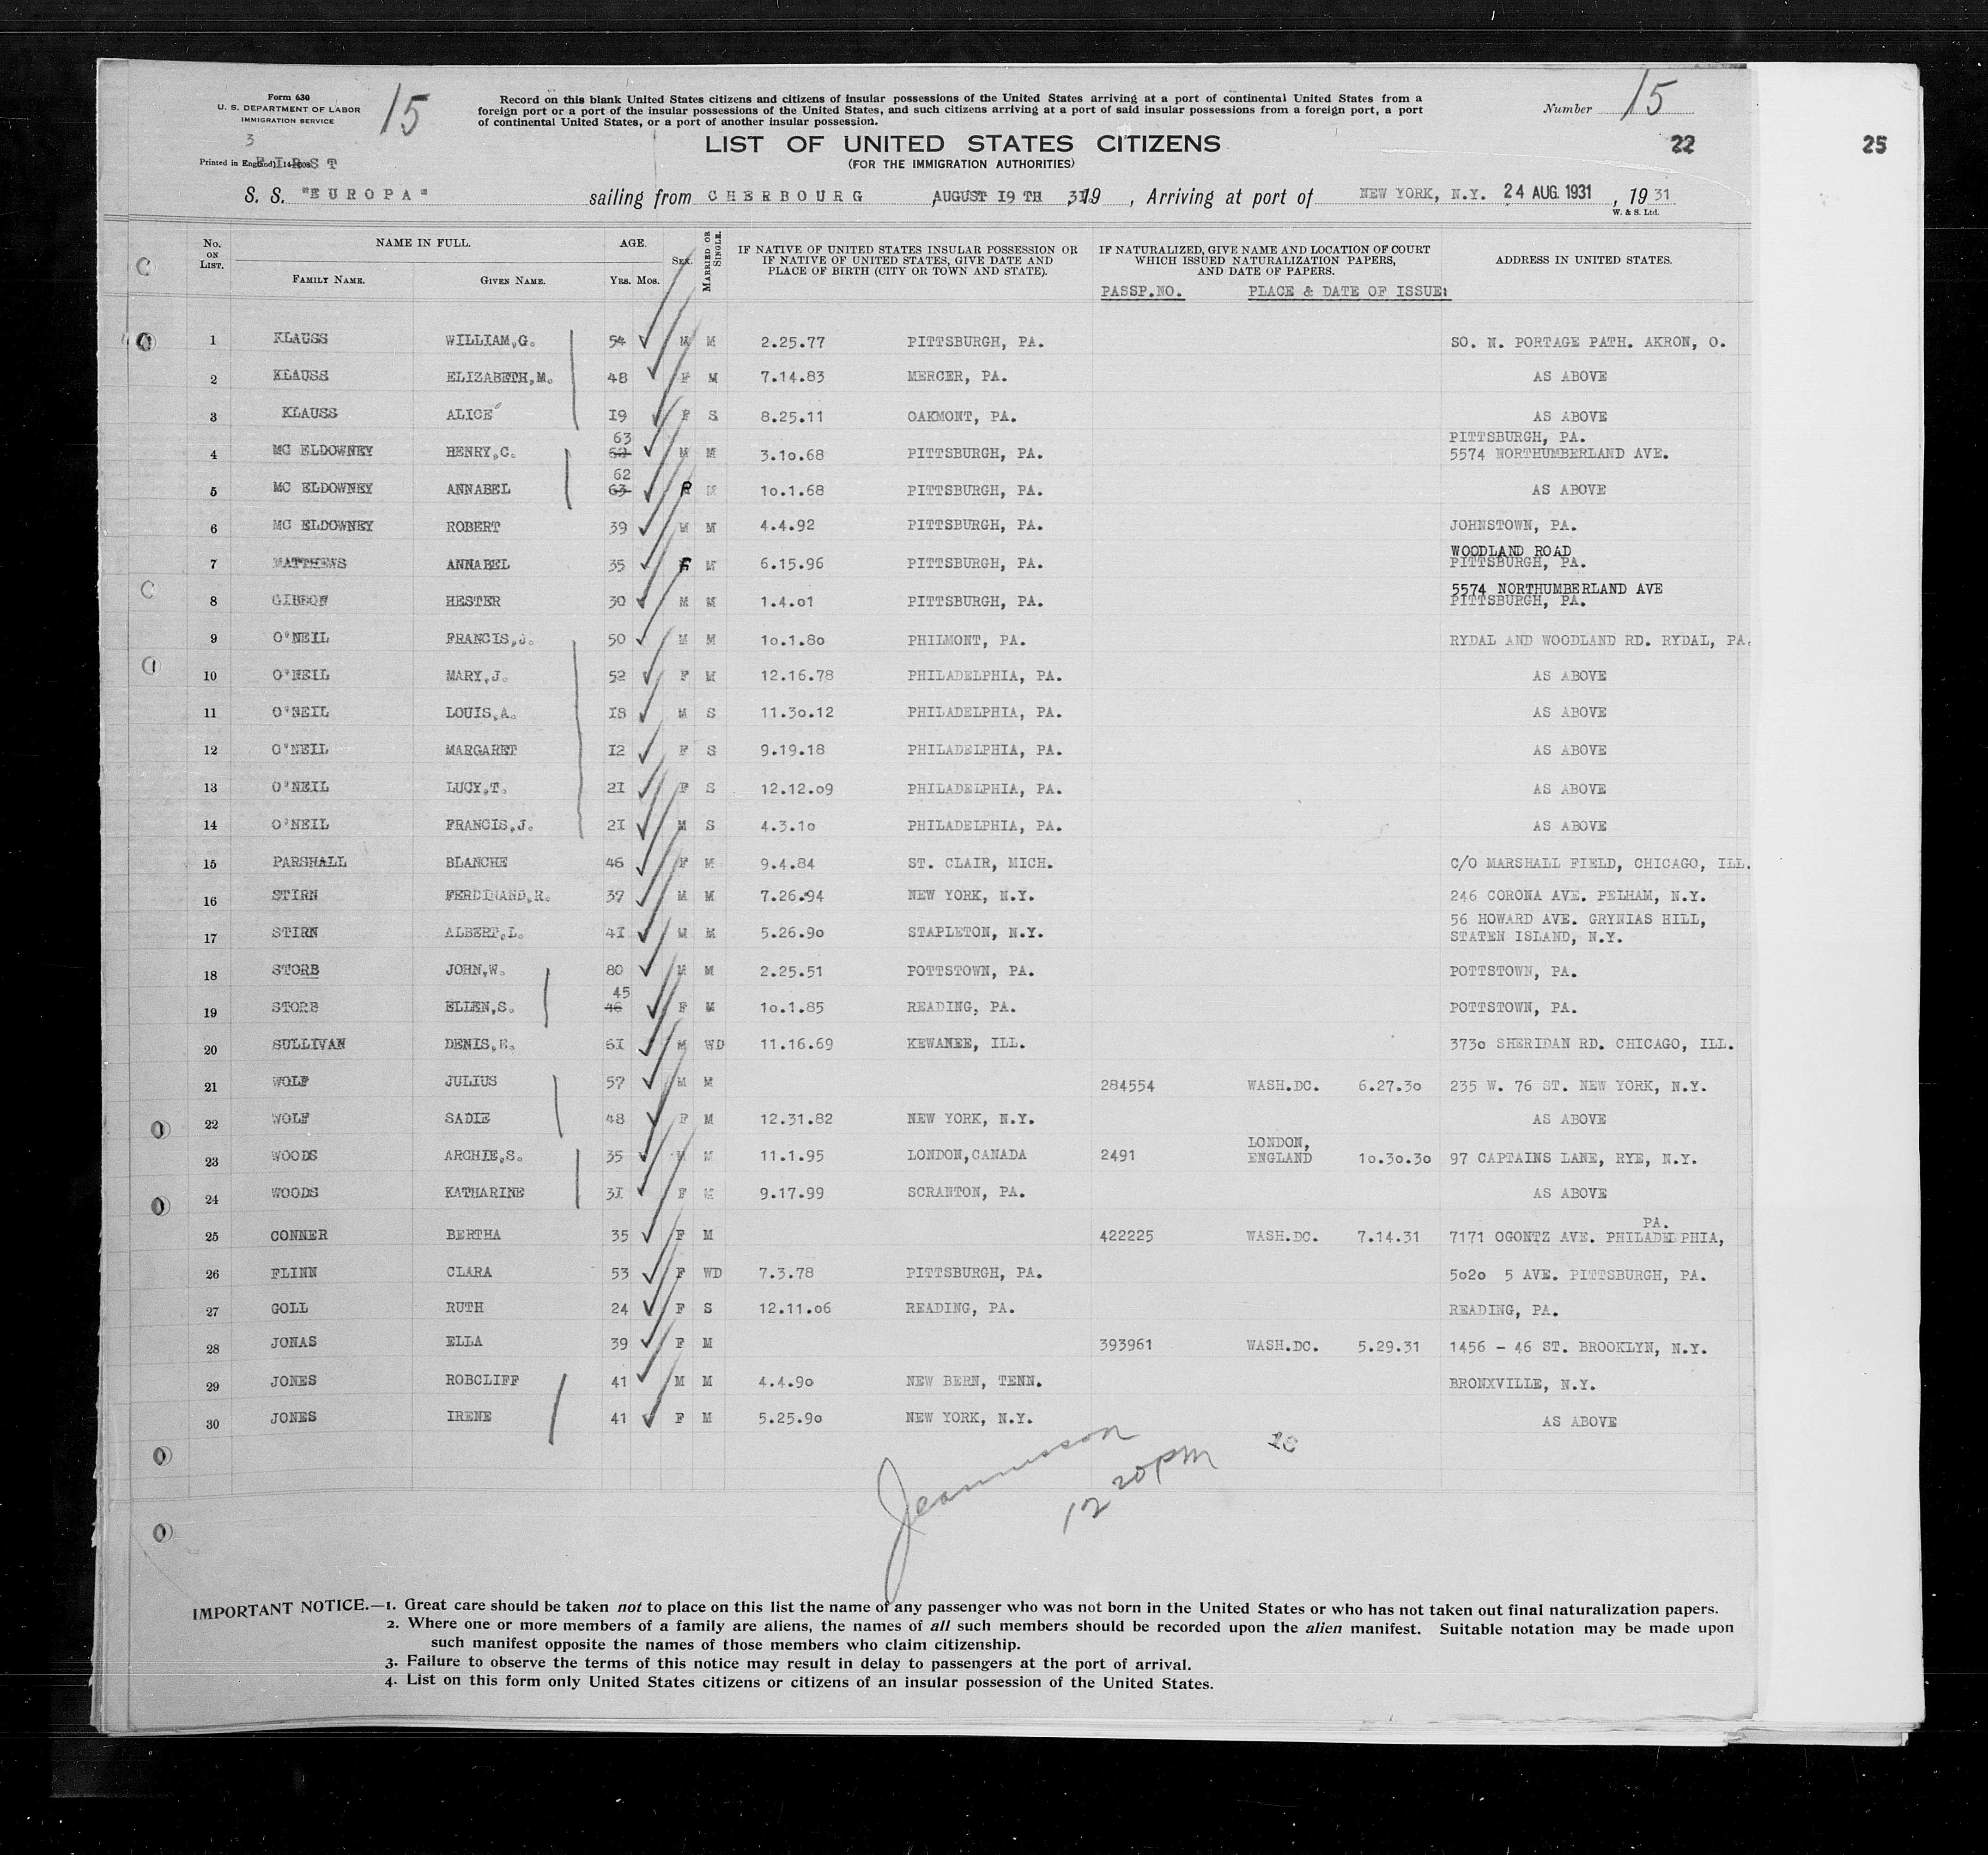 Form 630
U. S. DEPARTMENT OF LABOR
IMMIGRATION SERVICE
15
Record on this blank United States citizens and citizens of insular possessions of the United States arriving at a port of continental United States from a
foreign port or a port of the insular possessions of the United States, and such citizens arriving at a port of said insular possessions from a foreign port, a port
of continental United States, or a port of another insular possession.
Number 15
3
Printed in England) FIRST
LIST OF UNITED STATES CITIZENS
(FOR THE IMMIGRATION AUTHORITIES)
22
25
S. S. "EUROPA" sailing from CHERBOURG AUGUST 19 TH 31 19 , Arriving at port of NEW YORK, N.Y. 24 AUG. 1931 , 19 31
W. & S. Ltd.
No. ON LIST. NAME IN FULL. AGE. SEX. MARRIED OR SINGLE. IF NATIVE OF UNITED STATES INSULAR POSSESSION OR IF NATIVE OF UNITED STATES, GIVE DATE AND PLACE OF BIRTH (CITY OR TOWN AND STATE). IF NATURALIZED, GIVE NAME AND LOCATION OF COURT WHICH ISSUED NATURALIZATION PAPERS, AND DATE OF PAPERS. ADDRESS IN UNITED STATES.
FAMILY NAME. GIVEN NAME. YRS. MOS. PASSP.NO. PLACE & DATE OF ISSUE:
1 KLAUSS WILLIAM,G. 54 M M 2.25.77 PITTSBURGH, PA. SO. N. PORTAGE PATH. AKRON, O.
2 KLAUSS ELIZABETH,M. 48 F M 7.14.83 MERCER, PA. AS ABOVE
3 KLAUSS ALICE 19 F S 8.25.11 OAKMONT, PA. AS ABOVE
63 PITTSBURGH, PA.
4 MC ELDOWNEY HENRY,C. 62 M M 3.10.68 PITTSBURGH, PA. 5574 NORTHUMBERLAND AVE.
62
5 MC ELDOWNEY ANNABEL 63 F M 10.1.68 PITTSBURGH, PA. AS ABOVE
6 MC ELDOWNEY ROBERT 39 M M 4.4.92 PITTSBURGH, PA. JOHNSTOWN, PA.
WOODLAND ROAD
7 MATTHEWS ANNABEL 35 F M 6.15.96 PITTSBURGH, PA. PITTSBURGH, PA.
5574 NORTHUMBERLAND AVE
8 GIBBON HESTER 30 M M 1.4.01 PITTSBURGH, PA. PITTSBURGH, PA.
9 O'NEIL FRANCIS,J. 50 M M 10.1.80 PHILMONT, PA. RYDAL AND WOODLAND RD. RYDAL, PA.
10 O'NEIL MARY,J. 52 F M 12.16.78 PHILADELPHIA, PA. AS ABOVE
11 O'NEIL LOUIS,A. 18 M S 11.30.12 PHILADELPHIA, PA. AS ABOVE
12 O'NEIL MARGARET 12 F S 9.19.18 PHILADELPHIA, PA. AS ABOVE
13 O'NEIL LUCY,T. 21 F S 12.12.09 PHILADELPHIA, PA. AS ABOVE
14 O'NEIL FRANCIS,J. 21 M S 4.3.10 PHILADELPHIA, PA. AS ABOVE
15 PARSHALL BLANCHE 46 F M 9.4.84 ST. CLAIR, MICH. C/O MARSHALL FIELD, CHICAGO, ILL.
16 STIRN FERDINAND,R. 37 M M 7.26.94 NEW YORK, N.Y. 246 CORONA AVE. PELHAM, N.Y.
56 HOWARD AVE. GRYNIAS HILL,
17 STIRN ALBERT,L. 41 M M 5.26.90 STAPLETON, N.Y. STATEN ISLAND, N.Y.
18 STORB JOHN,W. 80 M M 2.25.51 POTTSTOWN, PA. POTTSTOWN, PA.
45
19 STORB ELLEN,S. 46 F M 10.1.85 READING, PA. POTTSTOWN, PA.
20 SULLIVAN DENIS,E. 61 M WD 11.16.69 KEWANEE, ILL. 3730 SHERIDAN RD. CHICAGO, ILL.
21 WOLF JULIUS 57 M M 284554 WASH.DC. 6.27.30 235 W. 76 ST. NEW YORK, N.Y.
22 WOLF SADIE 48 F M 12.31.82 NEW YORK, N.Y. AS ABOVE
LONDON,
23 WOODS ARCHIE,S. 35 M M 11.1.95 LONDON,CANADA 2491 ENGLAND 10.30.30 97 CAPTAINS LANE, RYE, N.Y.
24 WOODS KATHARINE 31 F M 9.17.99 SCRANTON, PA. AS ABOVE
PA.
25 CONNER BERTHA 35 F M 422225 WASH.DC. 7.14.31 7171 OGONTZ AVE. PHILADELPHIA,
26 FLINN CLARA 53 F WD 7.3.78 PITTSBURGH, PA. 5020 5 AVE. PITTSBURGH, PA.
27 GOLL RUTH 24 F S 12.11.06 READING, PA. READING, PA.
28 JONAS ELLA 39 F M 393961 WASH.DC. 5.29.31 1456 - 46 ST. BROOKLYN, N.Y.
29 JONES ROBCLIFF 41 M M 4.4.90 NEW BERN, TENN. BRONXVILLE, N.Y.
30 JONES IRENE 41 F M 5.25.90 NEW YORK, N.Y. AS ABOVE
12 20 PM
IMPORTANT NOTICE.—1. Great care should be taken not to place on this list the name of any passenger who was not born in the United States or who has not taken out final naturalization papers.
2. Where one or more members of a family are aliens, the names of all such members should be recorded upon the alien manifest. Suitable notation may be made upon
such manifest opposite the names of those members who claim citizenship.
3. Failure to observe the terms of this notice may result in delay to passengers at the port of arrival.
4. List on this form only United States citizens or citizens of an insular possession of the United States.